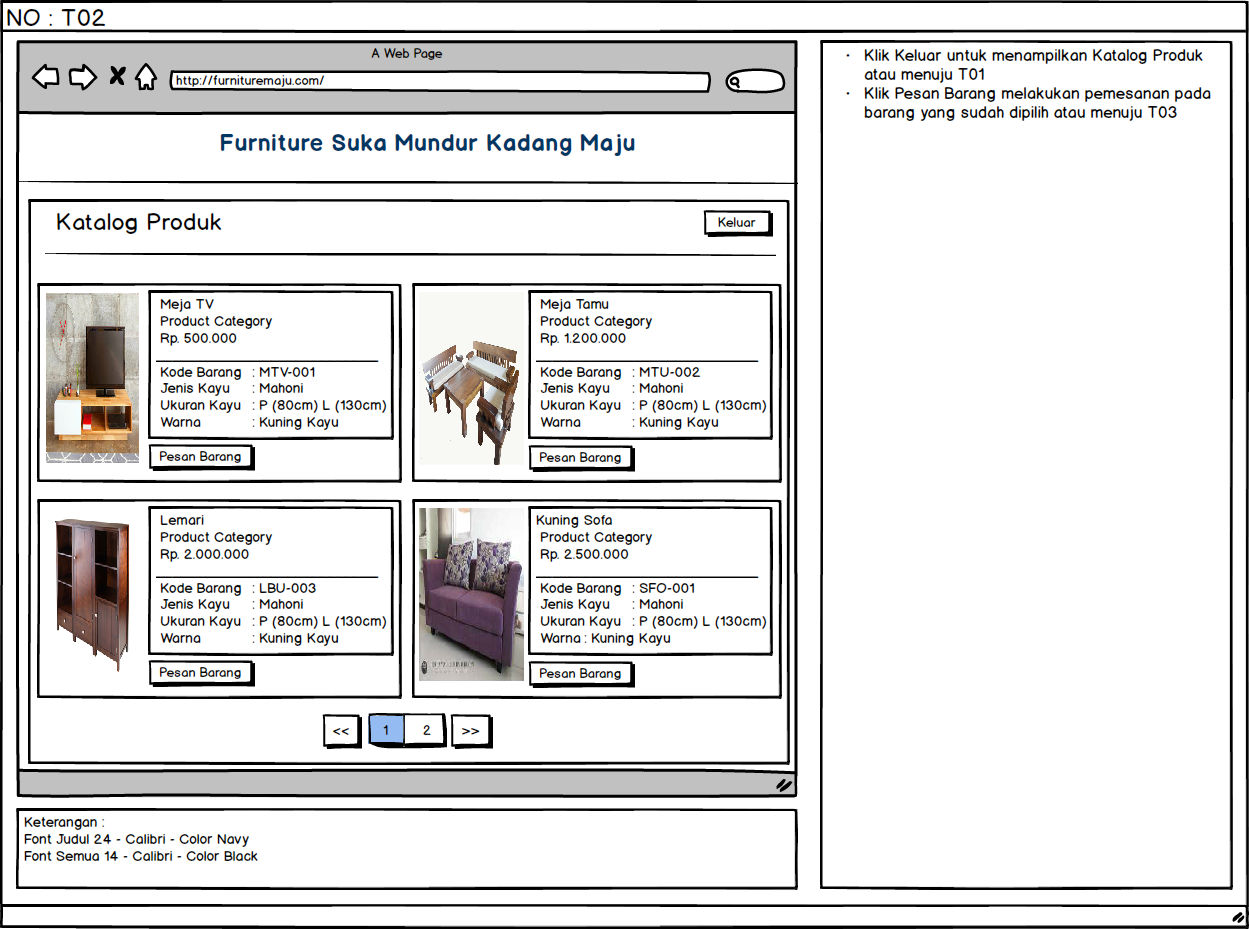 NO : T02
A Web Page
http://furnituremaju.com/
Furniture Suka Mundur Kadang Maju
Katalog Produk
Keluar
Meja TV
Product Category
Rp. 500.000
Kode Barang : MTV-001
Jenis Kayu : Mahoni
Ukuran Kayu : P (80cm) L (130cm)
Warna : Kuning Kayu
Pesan Barang
Meja Tamu
Product Category
Rp. 1.200.000
Kode Barang : MTU-002
Jenis Kayu : Mahoni
Ukuran Kayu : P (80cm) L (130cm)
Warna : Kuning Kayu
Pesan Barang
Lemari
Product Category
Rp. 2.000.000
Kode Barang : LBU-003
Jenis Kayu : Mahoni
Ukuran Kayu : P (80cm) L (130cm)
Warna : Kuning Kayu
Pesan Barang
Kuning Sofa
Product Category
Rp. 2.500.000
Kode Barang : SFO-001
Jenis Kayu : Mahoni
Ukuran Kayu : P (80cm) L (130cm)
Warna : Kuning Kayu
Pesan Barang
<< 1 2 >>
Keterangan :
Font Judul 24 - Calibri - Color Navy
Font Semua 14 - Calibri - Color Black
· Klik Keluar untuk menampilkan Katalog Produk
atau menuju T01
· Klik Pesan Barang melakukan pemesanan pada
barang yang sudah dipilih atau menuju T03